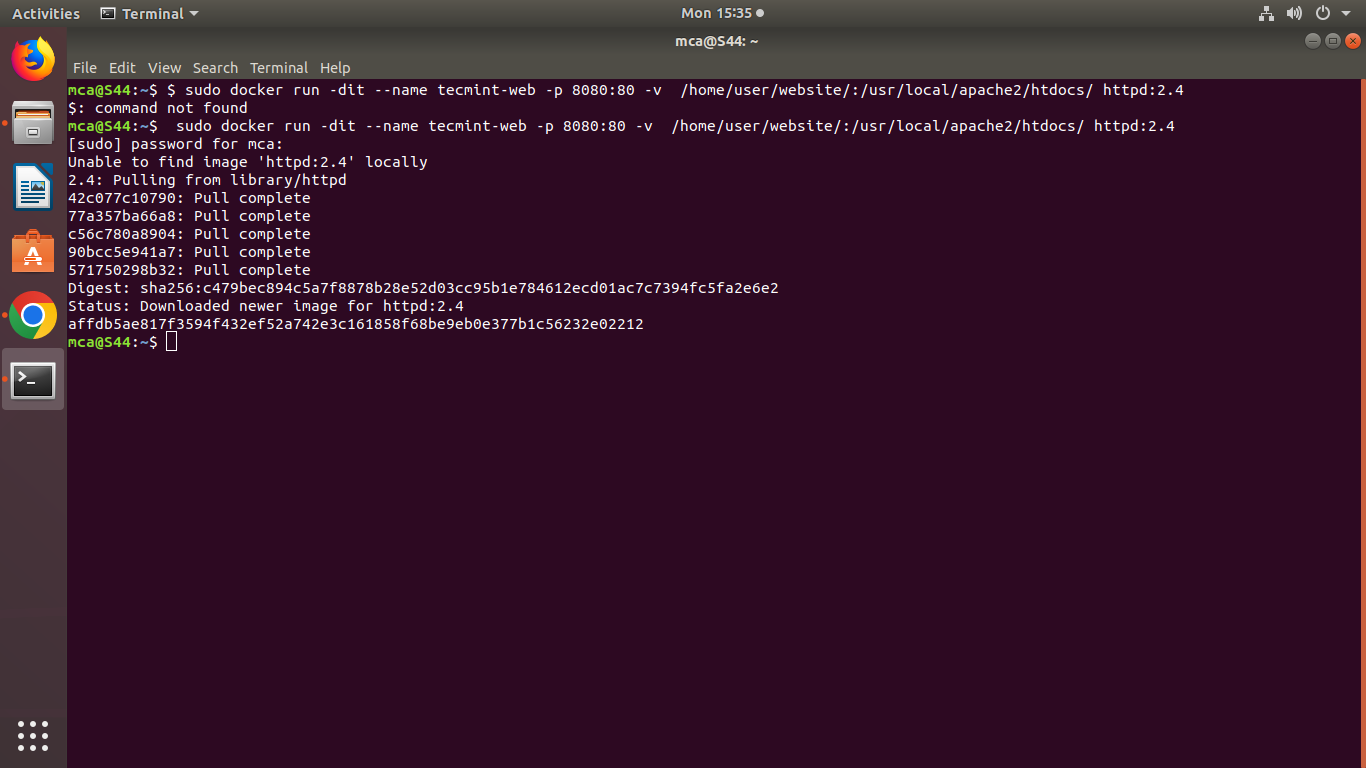 Activities Terminal Mon 15:35
mca@S44: ~
File Edit View Search Terminal Help
mca@S44:~$ $ sudo docker run -dit --name tecmint-web -p 8080:80 -v  /home/user/website/:/usr/local/apache2/htdocs/ httpd:2.4
$: command not found
mca@S44:~$  sudo docker run -dit --name tecmint-web -p 8080:80 -v  /home/user/website/:/usr/local/apache2/htdocs/ httpd:2.4
[sudo] password for mca:
Unable to find image 'httpd:2.4' locally
2.4: Pulling from library/httpd
42c077c10790: Pull complete
77a357ba66a8: Pull complete
c56c780a8904: Pull complete
90bcc5e941a7: Pull complete
571750298b32: Pull complete
Digest: sha256:c479bec894c5a7f8878b28e52d03cc95b1e784612ecd01ac7c7394fc5fa2e6e2
Status: Downloaded newer image for httpd:2.4
affdb5ae817f3594f432ef52a742e3c161858f68be9eb0e377b1c56232e02212
mca@S44:~$